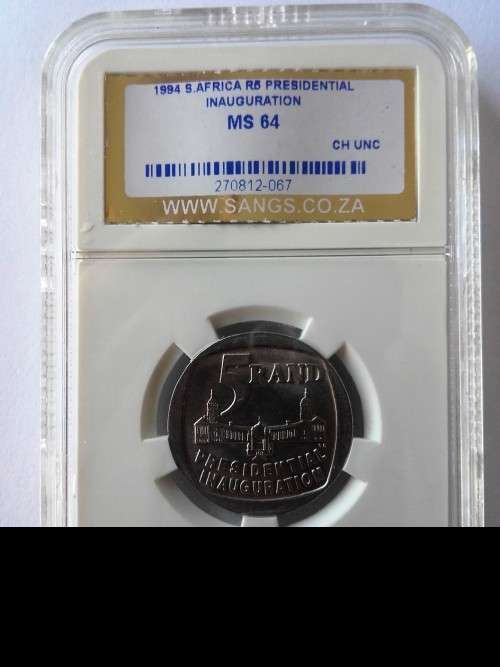 1994 S.AFRICA R5 PRESIDENTIAL
INAUGURATION
MS 64
CH UNC
270812-067
WWW.SANGS.CO.ZA
5 RAND
PRESIDENTIAL
INAUGURATION